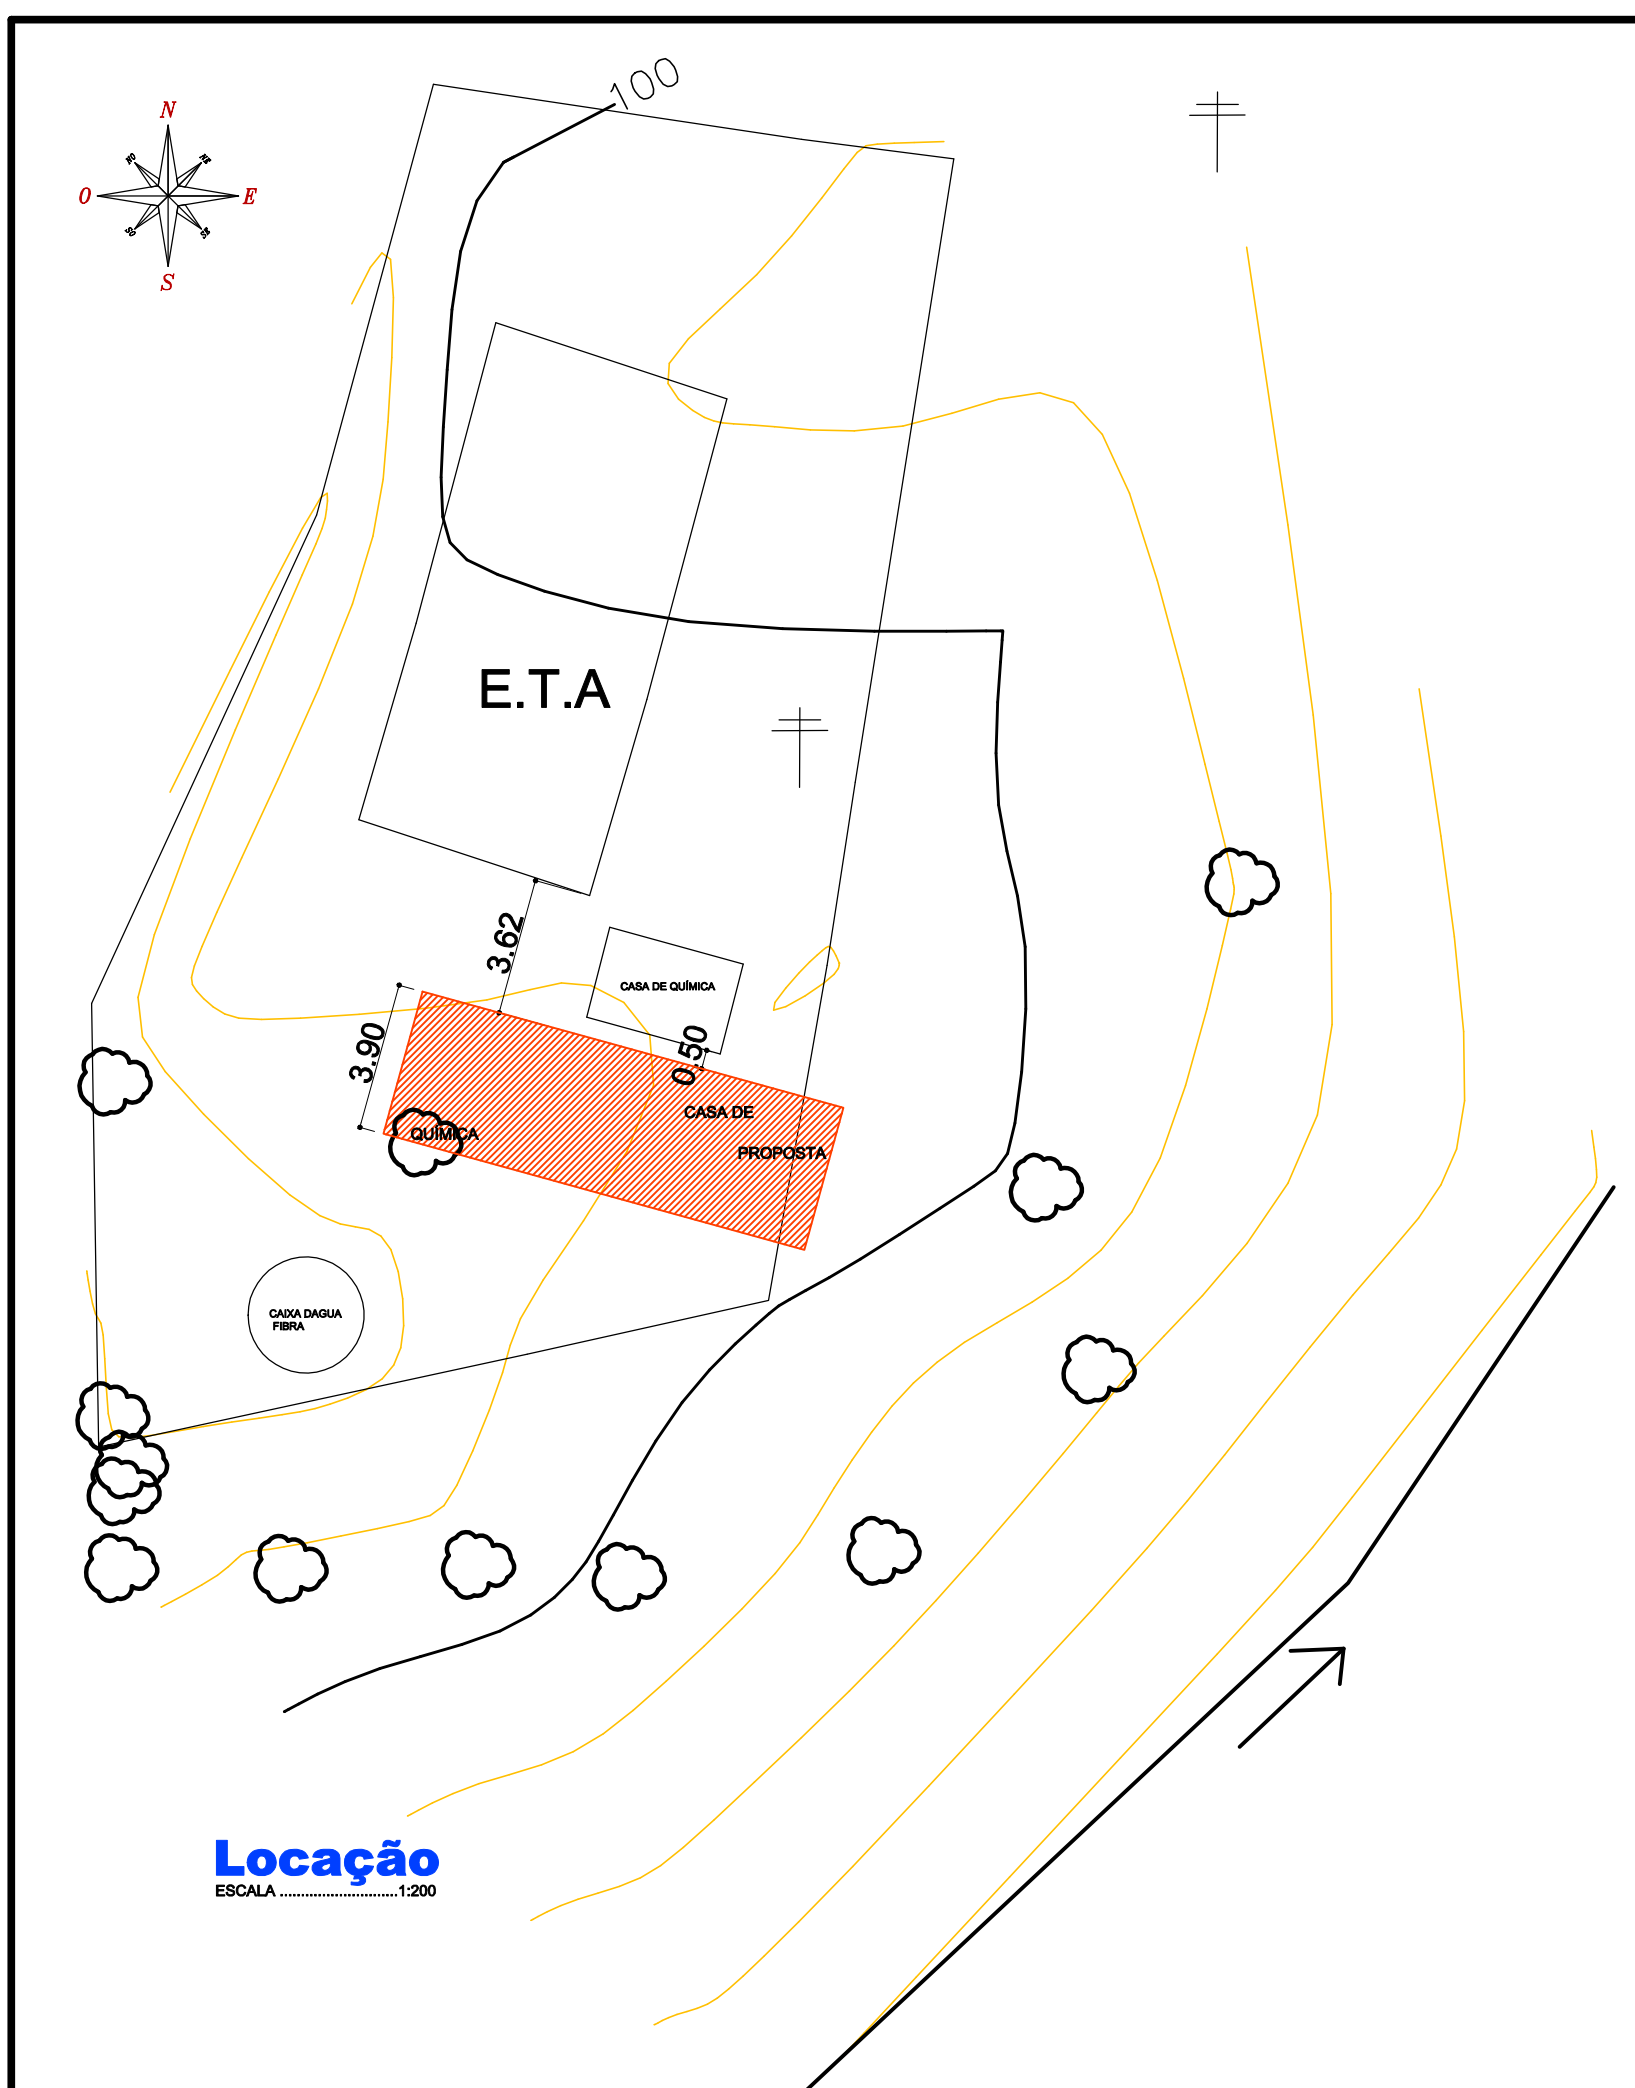 100
N
NO
NE
O
E
SO
SE
S
E.T.A
3.62
CASA DE QUÍMICA
3.90
0.50
CASA DE
QUÍMICA
PROPOSTA
CAIXA DAGUA
FIBRA
Locação
ESCALA ............................1:200